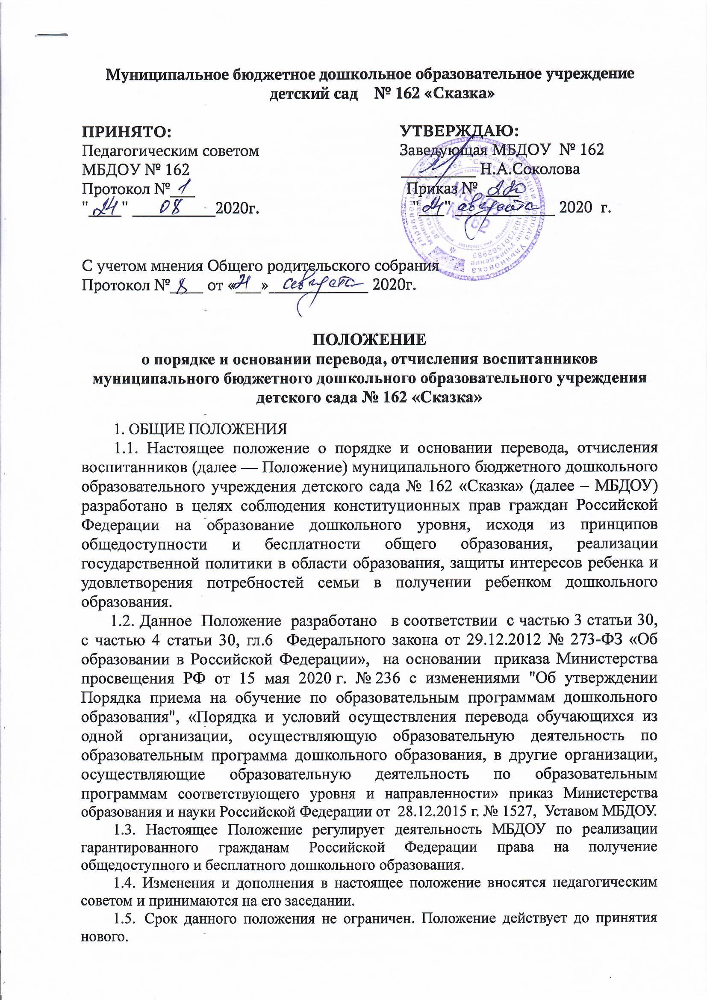 Муниципальное бюджетное дошкольное образовательное учреждение
детский сад № 162 «Сказка»
ПРИНЯТО:
Педагогическим советом
МБДОУ № 162
Протокол № 1
"24" 08 2020г.
УТВЕРЖДАЮ:
Заведующая МБДОУ № 162
Н.А.Соколова
Приказ № 220
"24" августа 2020 г.
МБДОУ
№ 162
С учетом мнения Общего родительского собрания
Протокол № 8 от «21» августа 2020г.
ПОЛОЖЕНИЕ
о порядке и основании перевода, отчисления воспитанников
муниципального бюджетного дошкольного образовательного учреждения
детского сада № 162 «Сказка»
1. ОБЩИЕ ПОЛОЖЕНИЯ
1.1. Настоящее положение о порядке и основании перевода, отчисления
воспитанников (далее — Положение) муниципального бюджетного дошкольного
образовательного учреждения детского сада № 162 «Сказка» (далее – МБДОУ)
разработано в целях соблюдения конституционных прав граждан Российской
Федерации на образование дошкольного уровня, исходя из принципов
общедоступности и бесплатности общего образования, реализации
государственной политики в области образования, защиты интересов ребенка и
удовлетворения потребностей семьи в получении ребенком дошкольного
образования.
1.2. Данное Положение разработано в соответствии с частью 3 статьи 30,
с частью 4 статьи 30, гл.6 Федерального закона от 29.12.2012 № 273-ФЗ «Об
образовании в Российской Федерации», на основании приказа Министерства
просвещения РФ от 15 мая 2020 г. № 236 с изменениями "Об утверждении
Порядка приема на обучение по образовательным программам дошкольного
образования", «Порядка и условий осуществления перевода обучающихся из
одной организации, осуществляющую образовательную деятельность по
образовательным программа дошкольного образования, в другие организации,
осуществляющие образовательную деятельность по образовательным
программам соответствующего уровня и направленности» приказ Министерства
образования и науки Российской Федерации от 28.12.2015 г. № 1527, Уставом МБДОУ.
1.3. Настоящее Положение регулирует деятельность МБДОУ по реализации
гарантированного гражданам Российской Федерации права на получение
общедоступного и бесплатного дошкольного образования.
1.4. Изменения и дополнения в настоящее положение вносятся педагогическим
советом и принимаются на его заседании.
1.5. Срок данного положения не ограничен. Положение действует до принятия
нового.